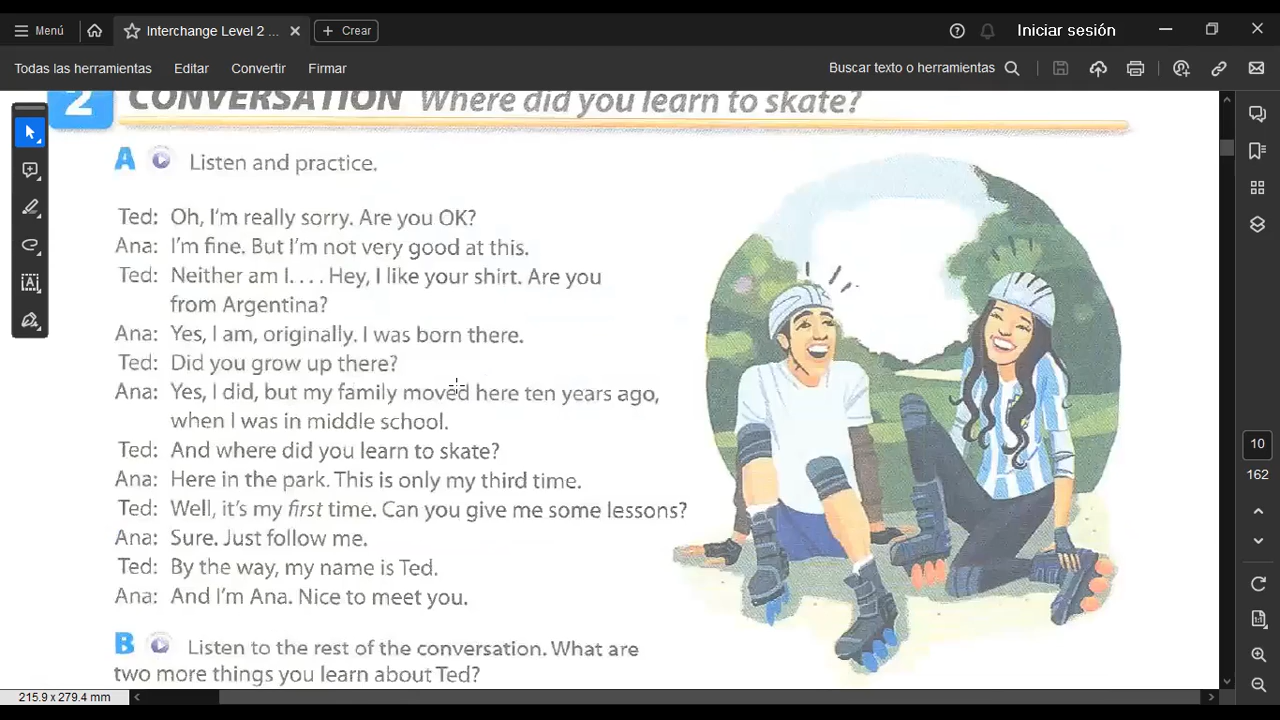 Menú
Interchange Level 2 ...
Crear
Iniciar sesión
Todas las herramientas
Editar
Convertir
Firmar
Buscar texto o herramientas
2 CONVERSATION Where did you learn to skate?
A Listen and practice.
Ted: Oh, I'm really sorry. Are you OK?
Ana: I'm fine. But I'm not very good at this.
Ted: Neither am I. . . . Hey, I like your shirt. Are you
from Argentina?
Ana: Yes, I am, originally. I was born there.
Ted: Did you grow up there?
Ana: Yes, I did, but my family moved here ten years ago,
when I was in middle school.
Ted: And where did you learn to skate?
Ana: Here in the park. This is only my third time.
Ted: Well, it's my first time. Can you give me some lessons?
Ana: Sure. Just follow me.
Ted: By the way, my name is Ted.
Ana: And I'm Ana. Nice to meet you.
B Listen to the rest of the conversation. What are
two more things you learn about Ted?
10
162
215.9 x 279.4 mm